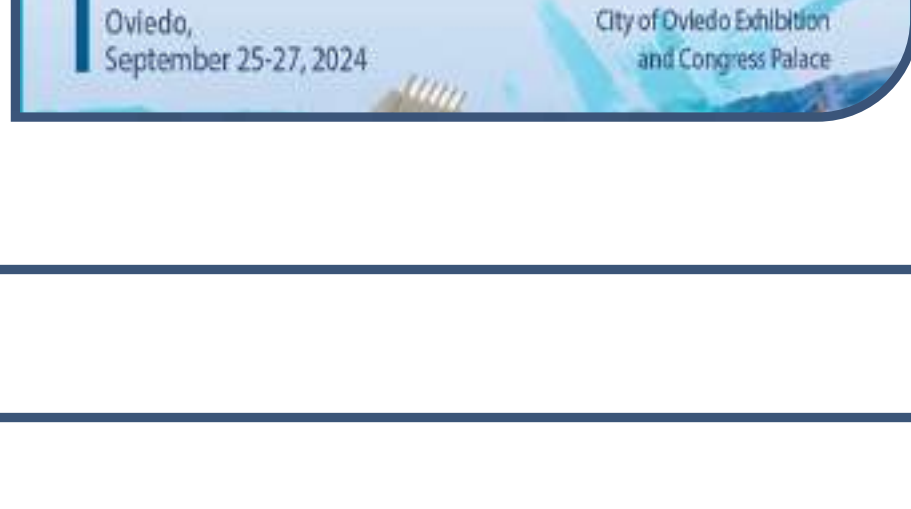 Oviedo,
September 25-27, 2024
City of Oviedo Exhibition
and Congress Palace